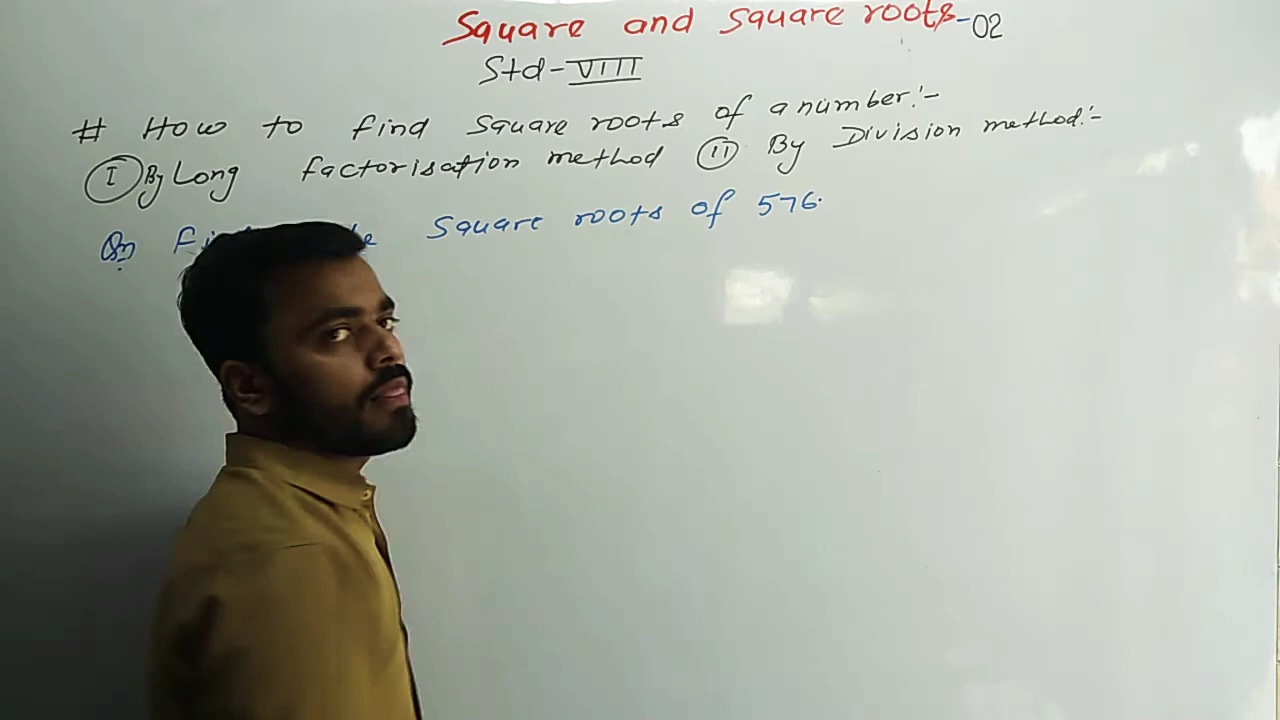 Square and square roots-02
Std-VIII
# How to find square roots of a number:-
(I) By Long factorisation method (II) By Division method:-
Qn Square roots of 576.